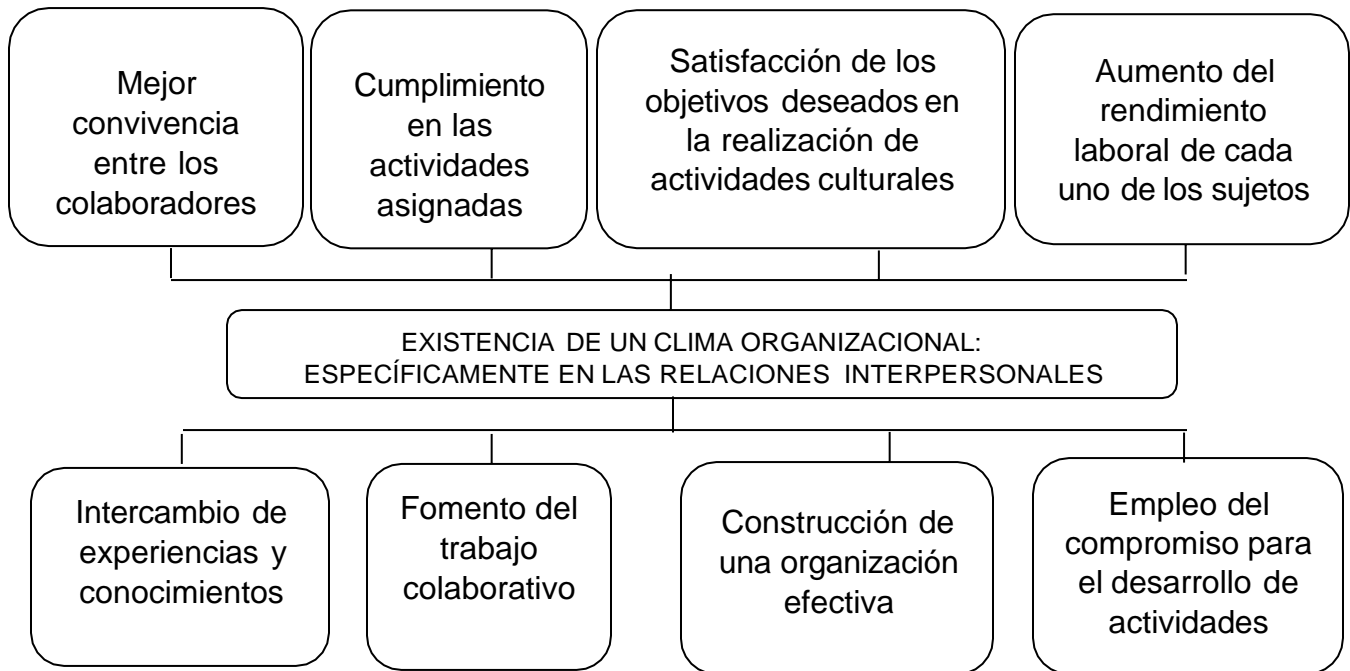 Mejor
convivencia
entre los
colaboradores
Cumplimiento
en las
actividades
asignadas
Satisfacción de los
objetivos deseados en
la realización de
actividades culturales
Aumento del
rendimiento
laboral de cada
uno de los sujetos
EXISTENCIA DE UN CLIMA ORGANIZACIONAL:
ESPECÍFICAMENTE EN LAS RELACIONES INTERPERSONALES
Intercambio de
experiencias y
conocimientos
Fomento del
trabajo
colaborativo
Construcción de
una organización
efectiva
Empleo del
compromiso para
el desarrollo de
actividades